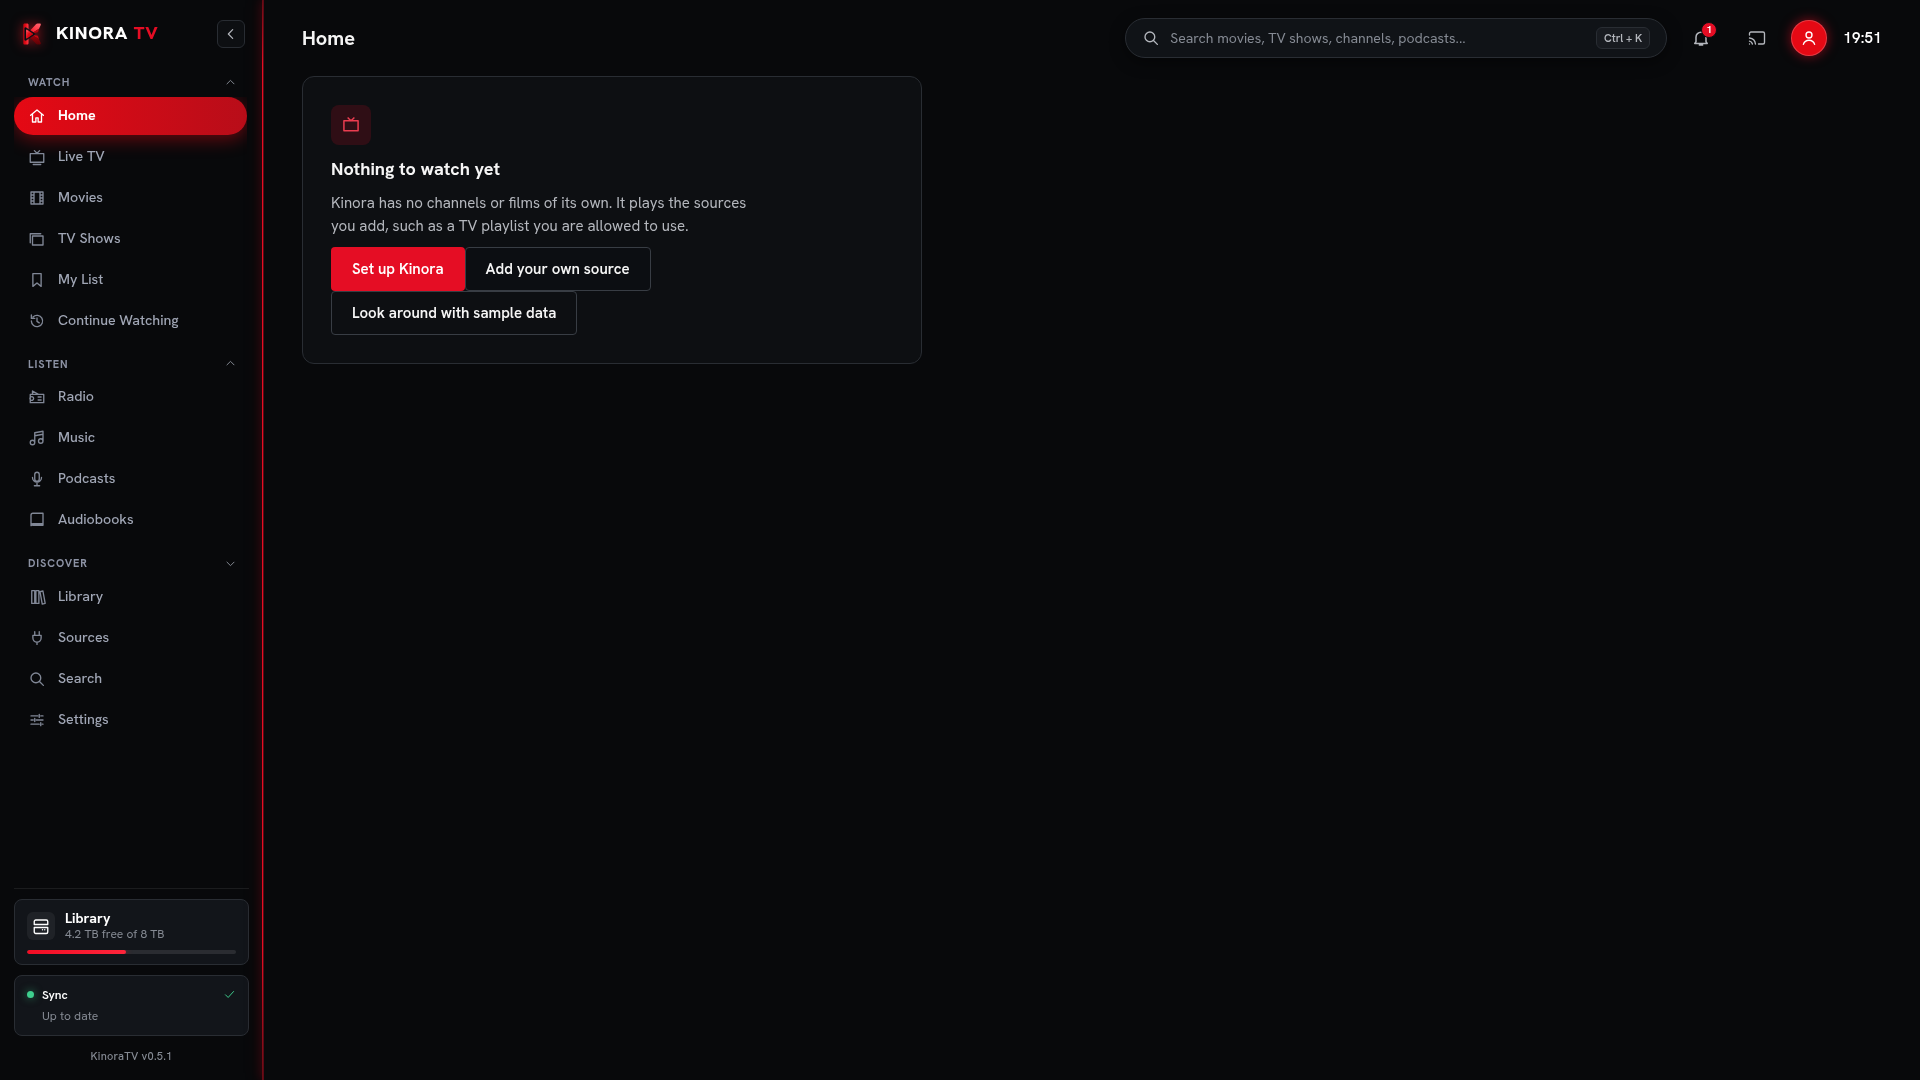 KINORA TV
WATCH
Home
Live TV
Movies
TV Shows
My List
Continue Watching
LISTEN
Radio
Music
Podcasts
Audiobooks
DISCOVER
Library
Sources
Search
Settings
Library
4.2 TB free of 8 TB
Sync
Up to date
KinoraTV v0.5.1
Home
Search movies, TV shows, channels, podcasts...
Ctrl + K
1
19:51
Nothing to watch yet
Kinora has no channels or films of its own. It plays the sources
you add, such as a TV playlist you are allowed to use.
Set up Kinora
Add your own source
Look around with sample data